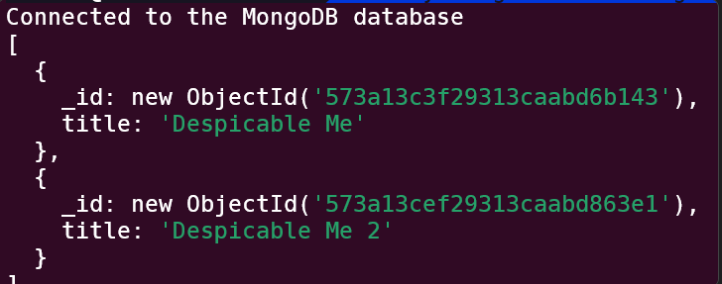 Connected to the MongoDB database
[
  {
    _id: new ObjectId('573a13c3f29313caabd6b143'),
    title: 'Despicable Me'
  },
  {
    _id: new ObjectId('573a13cef29313caabd863e1'),
    title: 'Despicable Me 2'
  }
]